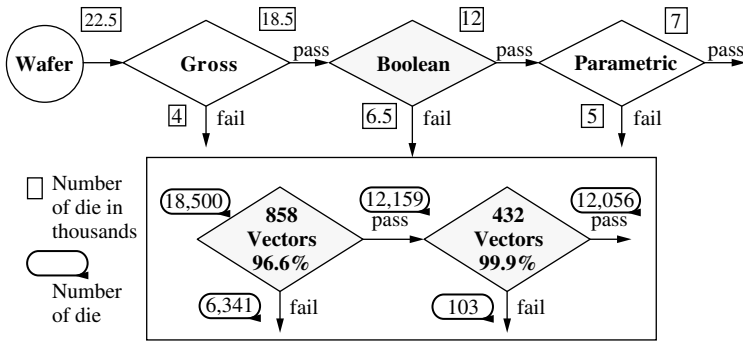 22.5
18.5
12
7
Wafer
Gross
pass
Boolean
pass
Parametric
pass
4
fail
6.5
fail
5
fail
Number
of die in
thousands
Number
of die
18,500
858
Vectors
96.6%
12,159
pass
432
Vectors
99.9%
12,056
pass
6,341
fail
103
fail